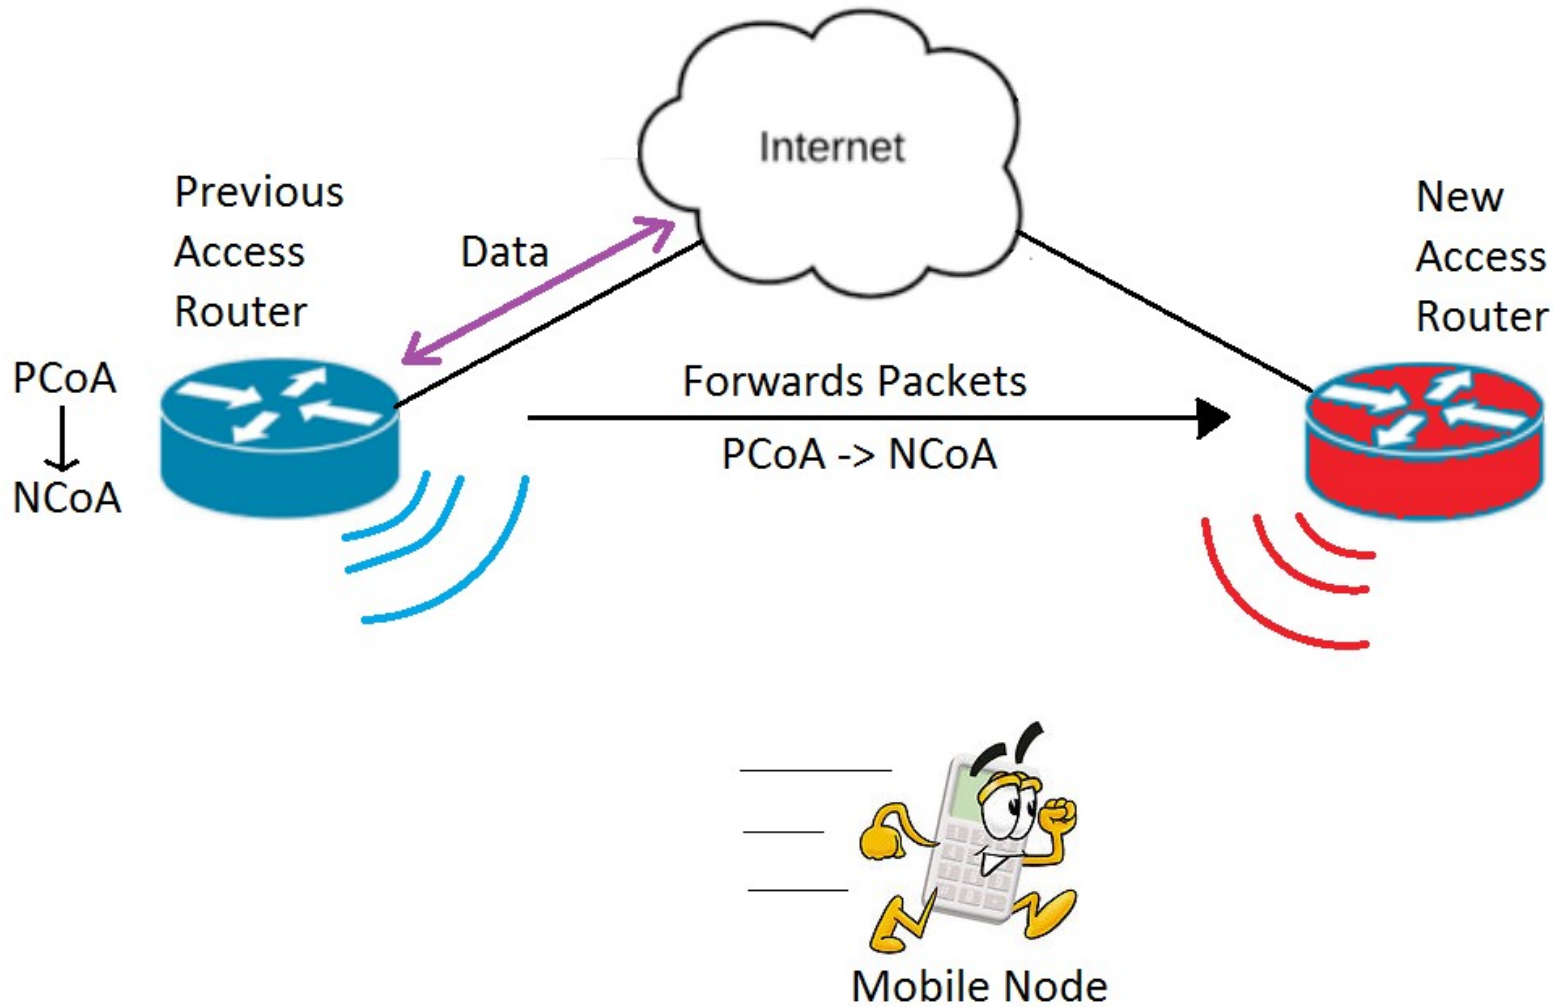 Internet
Previous
Access
Router
Data
New
Access
Router
PCoA
NCoA
Forwards Packets
PCoA -> NCoA
Mobile Node